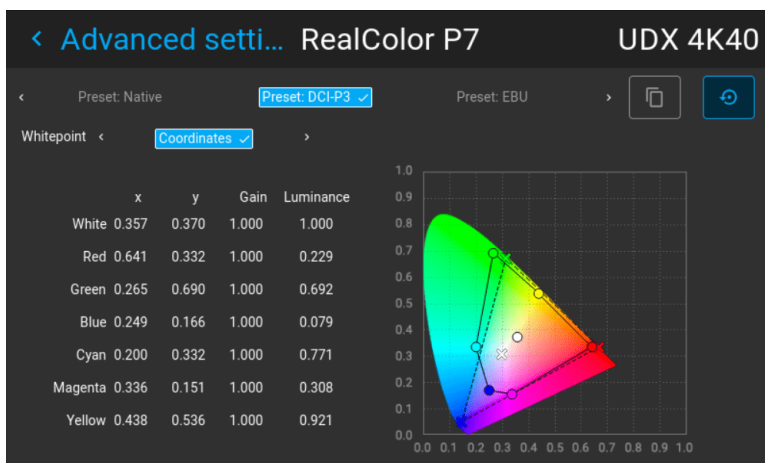 Advanced setti... RealColor P7 UDX 4K40
Preset: Native Preset: DCI-P3 Preset: EBU
Whitepoint Coordinates
x y Gain Luminance
White 0.357 0.370 1.000 1.000
Red 0.641 0.332 1.000 0.229
Green 0.265 0.690 1.000 0.692
Blue 0.249 0.166 1.000 0.079
Cyan 0.200 0.332 1.000 0.771
Magenta 0.336 0.151 1.000 0.308
Yellow 0.438 0.536 1.000 0.921
1.0
0.9
0.8
0.7
0.6
0.5
0.4
0.3
0.2
0.1
0.0
0.0 0.1 0.2 0.3 0.4 0.5 0.6 0.7 0.8 0.9 1.0